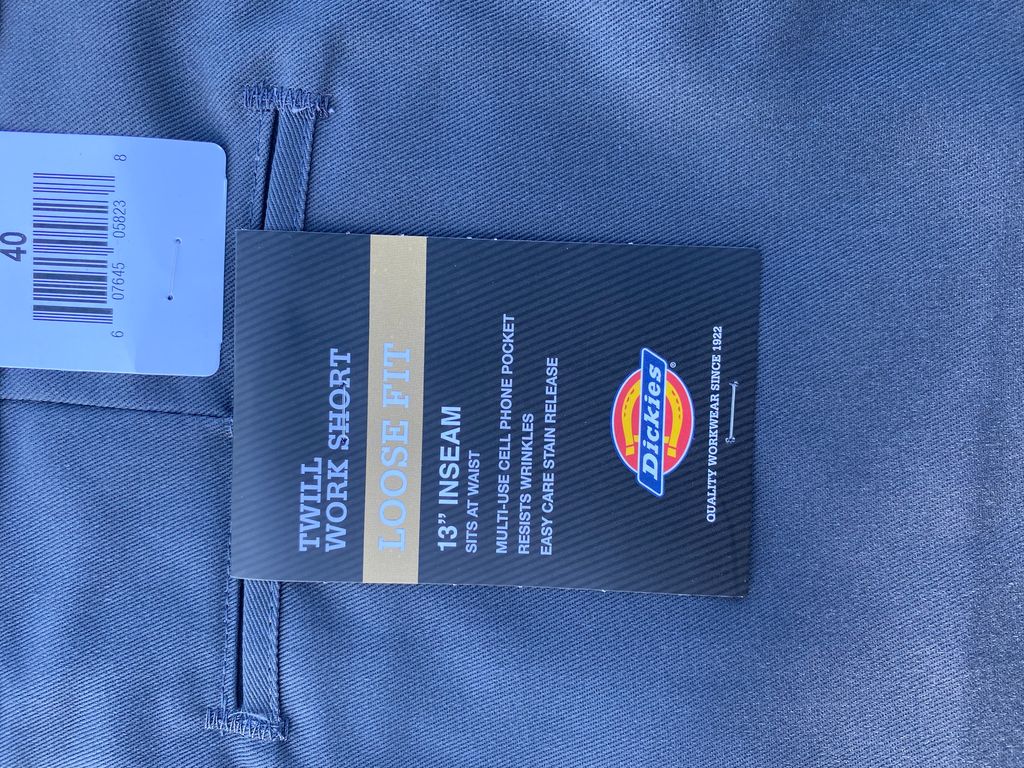 40
6 07645 05823 8
TWILL
WORK SHORT
LOOSE FIT
13” INSEAM
SITS AT WAIST
MULTI-USE CELL PHONE POCKET
RESISTS WRINKLES
EASY CARE STAIN RELEASE
Dickies®
QUALITY WORKWEAR SINCE 1922